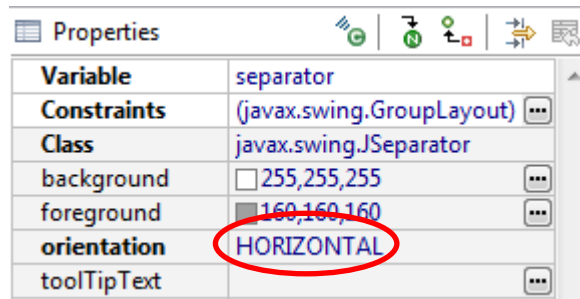 Properties
Variable separator
Constraints (javax.swing.GroupLayout) ...
Class javax.swing.JSeparator
background 255,255,255 ...
foreground 160,160,160 ...
orientation HORIZONTAL
toolTipText ...